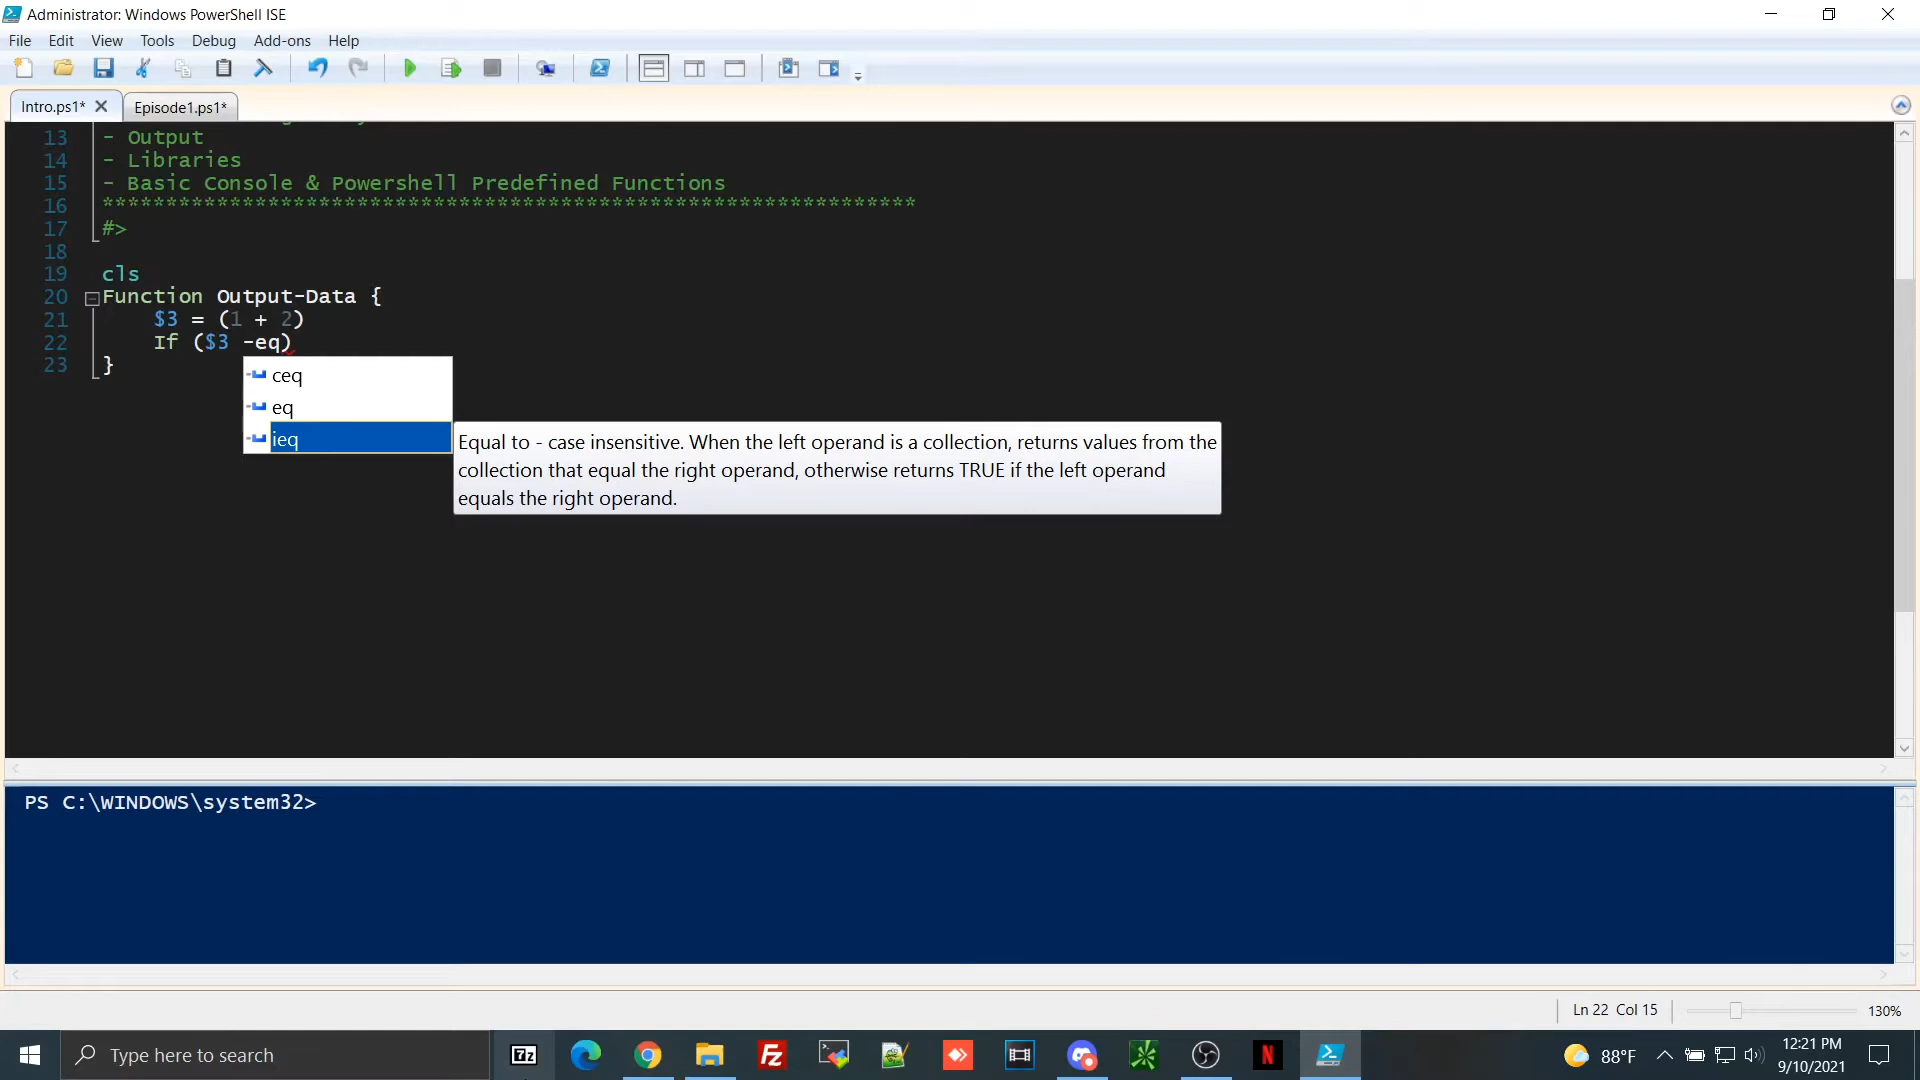 Administrator: Windows PowerShell ISE
File Edit View Tools Debug Add-ons Help
Intro.ps1* Episode1.ps1*
13 - Output
14 - Libraries
15 - Basic Console & Powershell Predefined Functions
16 ****************************************************************
17 #>
18
19 cls
20 Function Output-Data {
21 $3 = (1 + 2)
22 If ($3 -eq)
23 }
ceq
eq
ieq
Equal to - case insensitive. When the left operand is a collection, returns values from the
collection that equal the right operand, otherwise returns TRUE if the left operand
equals the right operand.
PS C:\WINDOWS\system32>
Ln 22 Col 15 130%
Type here to search
7z
Fz
N
88°F
12:21 PM
9/10/2021